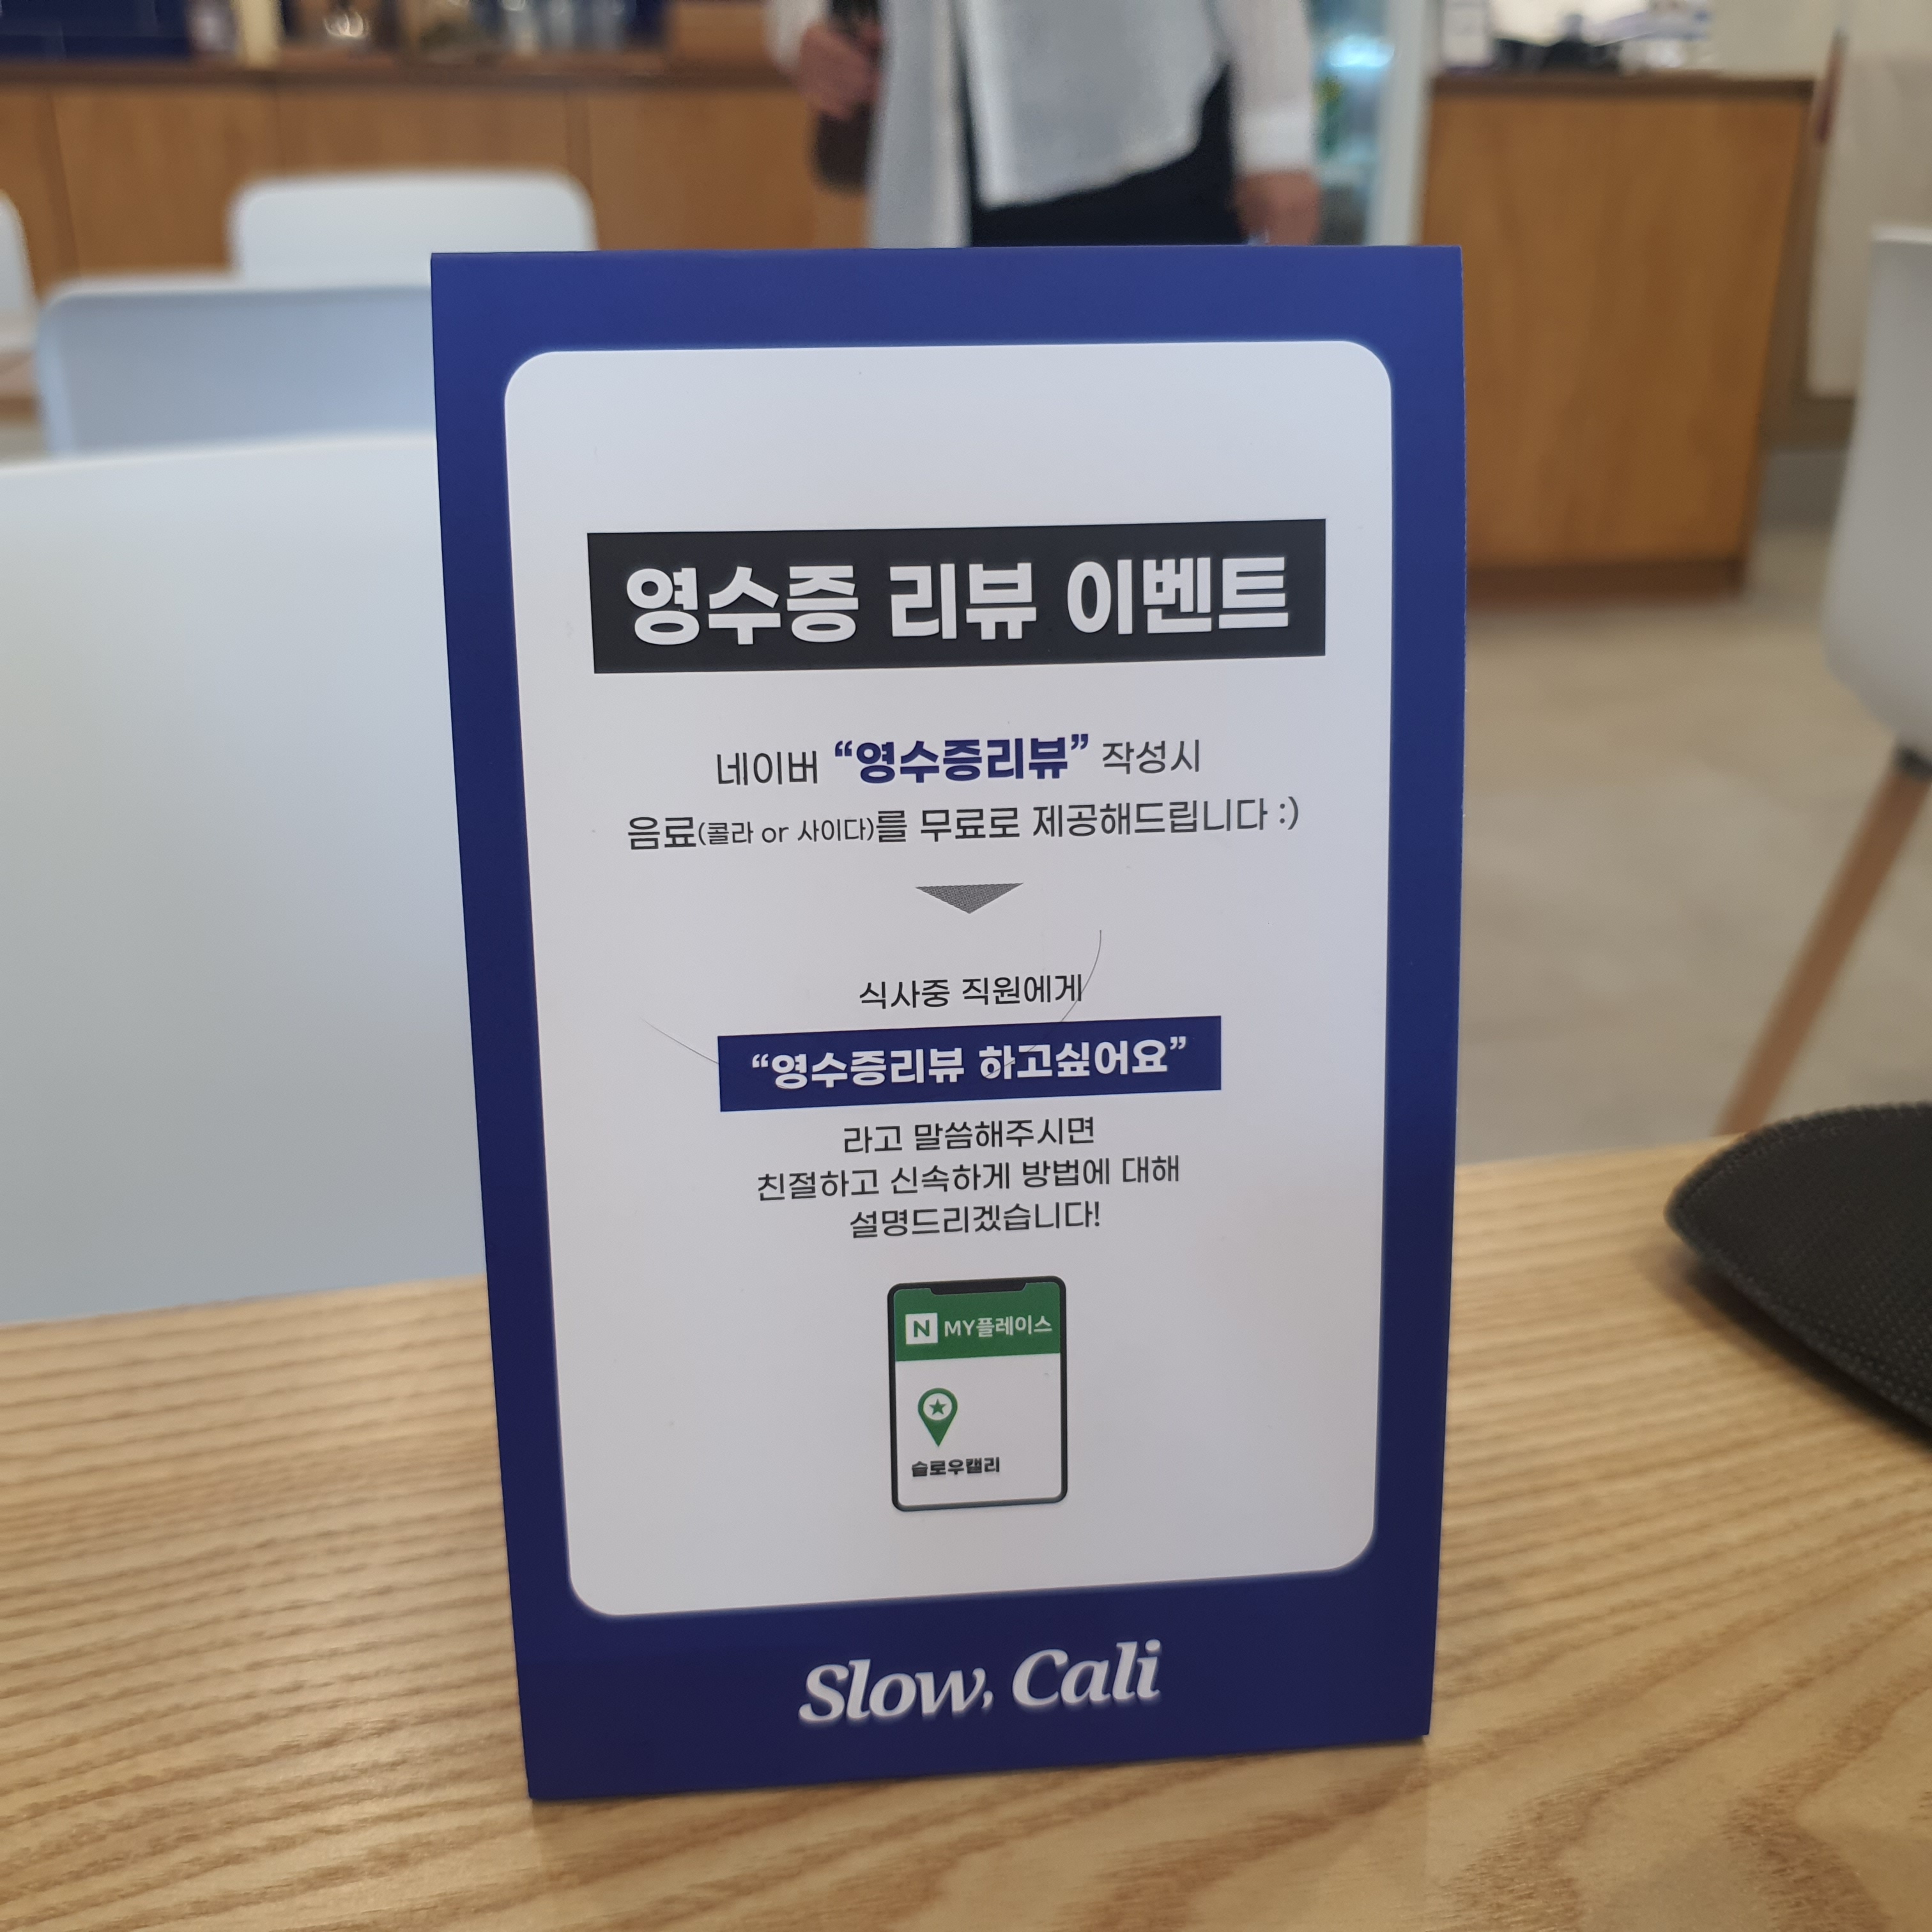 영수증 리뷰 이벤트
네이버 “영수증리뷰” 작성시
음료(콜라 or 사이다)를 무료로 제공해드립니다 :)
식사중 직원에게
“영수증리뷰 하고싶어요”
라고 말씀해주시면
친절하고 신속하게 방법에 대해
설명드리겠습니다!
N MY플레이스
슬로우캘리
Slow, Cali